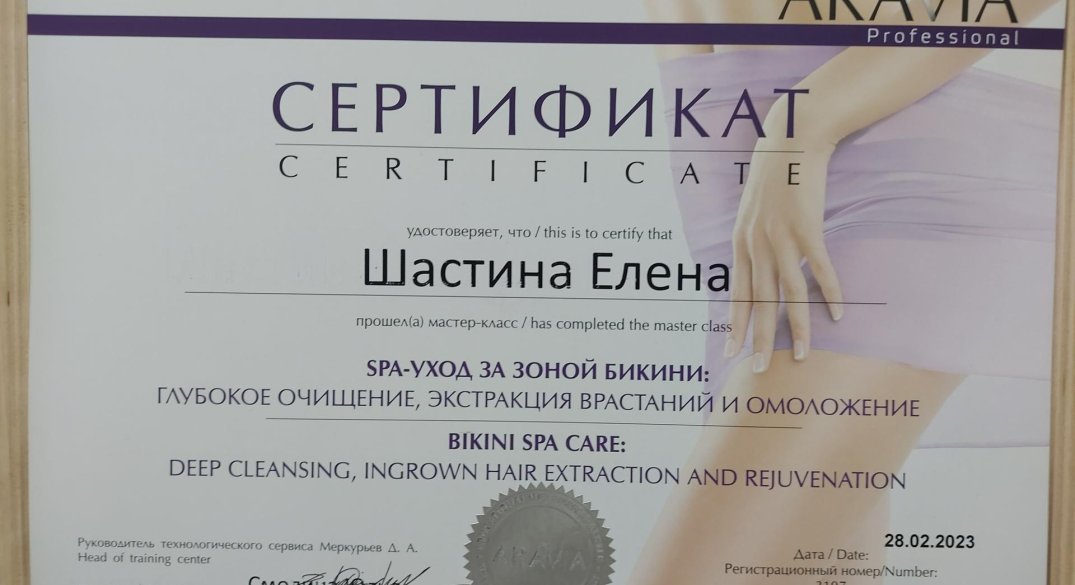 ARAVIA
Professional
СЕРТИФИКАТ
CERTIFICATE
удостоверяет, что / this is to certify that
Шастина Елена
прошел(а) мастер-класс / has completed the master class
SPA-УХОД ЗА ЗОНОЙ БИКИНИ:
ГЛУБОКОЕ ОЧИЩЕНИЕ, ЭКСТРАКЦИЯ ВРАСТАНИЙ И ОМОЛОЖЕНИЕ
BIKINI SPA CARE:
DEEP CLEANSING, INGROWN HAIR EXTRACTION AND REJUVENATION
ARAVIA
Руководитель технологического сервиса Меркурьев Д. А.
Head of training center
28.02.2023
Дата / Date:
Регистрационный номер/Number: